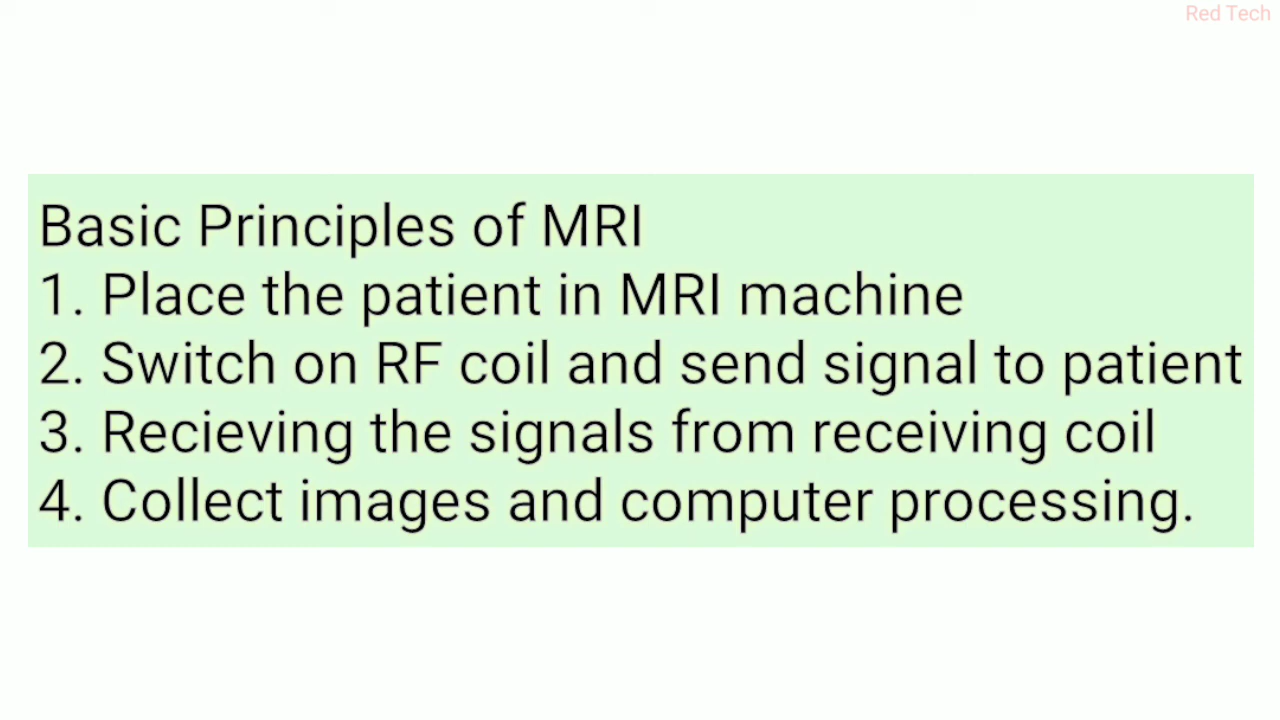 Red Tech
Basic Principles of MRI
1. Place the patient in MRI machine
2. Switch on RF coil and send signal to patient
3. Recieving the signals from receiving coil
4. Collect images and computer processing.